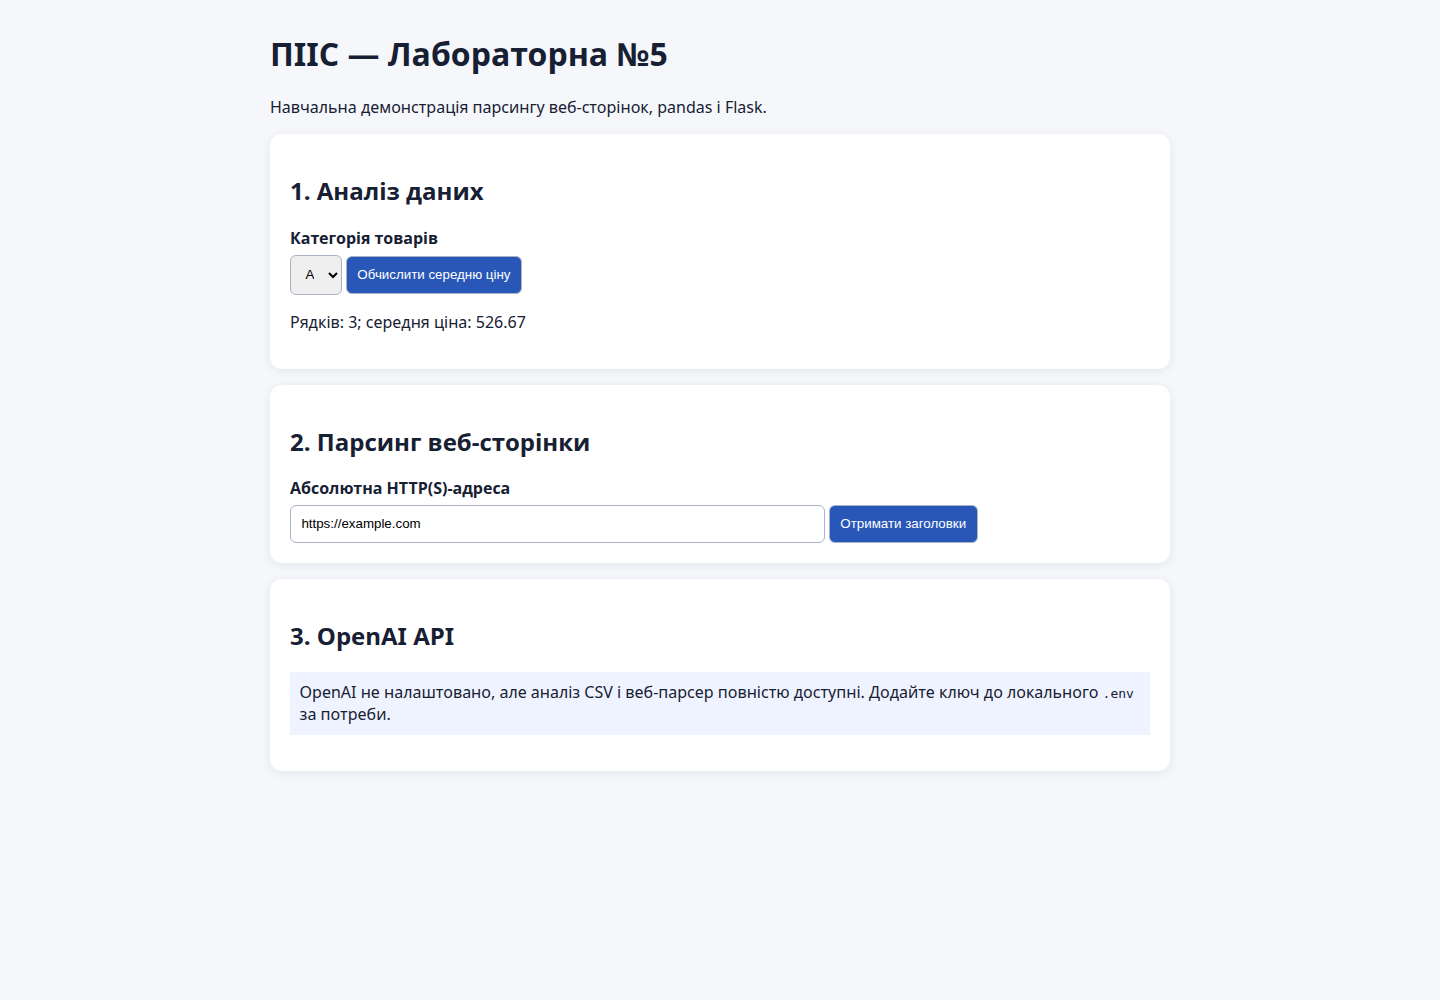 ПІІС — Лабораторна №5
Навчальна демонстрація парсингу веб-сторінок, pandas і Flask.
1. Аналіз даних
Категорія товарів
A
Обчислити середню ціну
Рядків: 3; середня ціна: 526.67
2. Парсинг веб-сторінки
Абсолютна HTTP(S)-адреса
https://example.com
Отримати заголовки
3. OpenAI API
OpenAI не налаштовано, але аналіз CSV і веб-парсер повністю доступні. Додайте ключ до локального .env
за потреби.